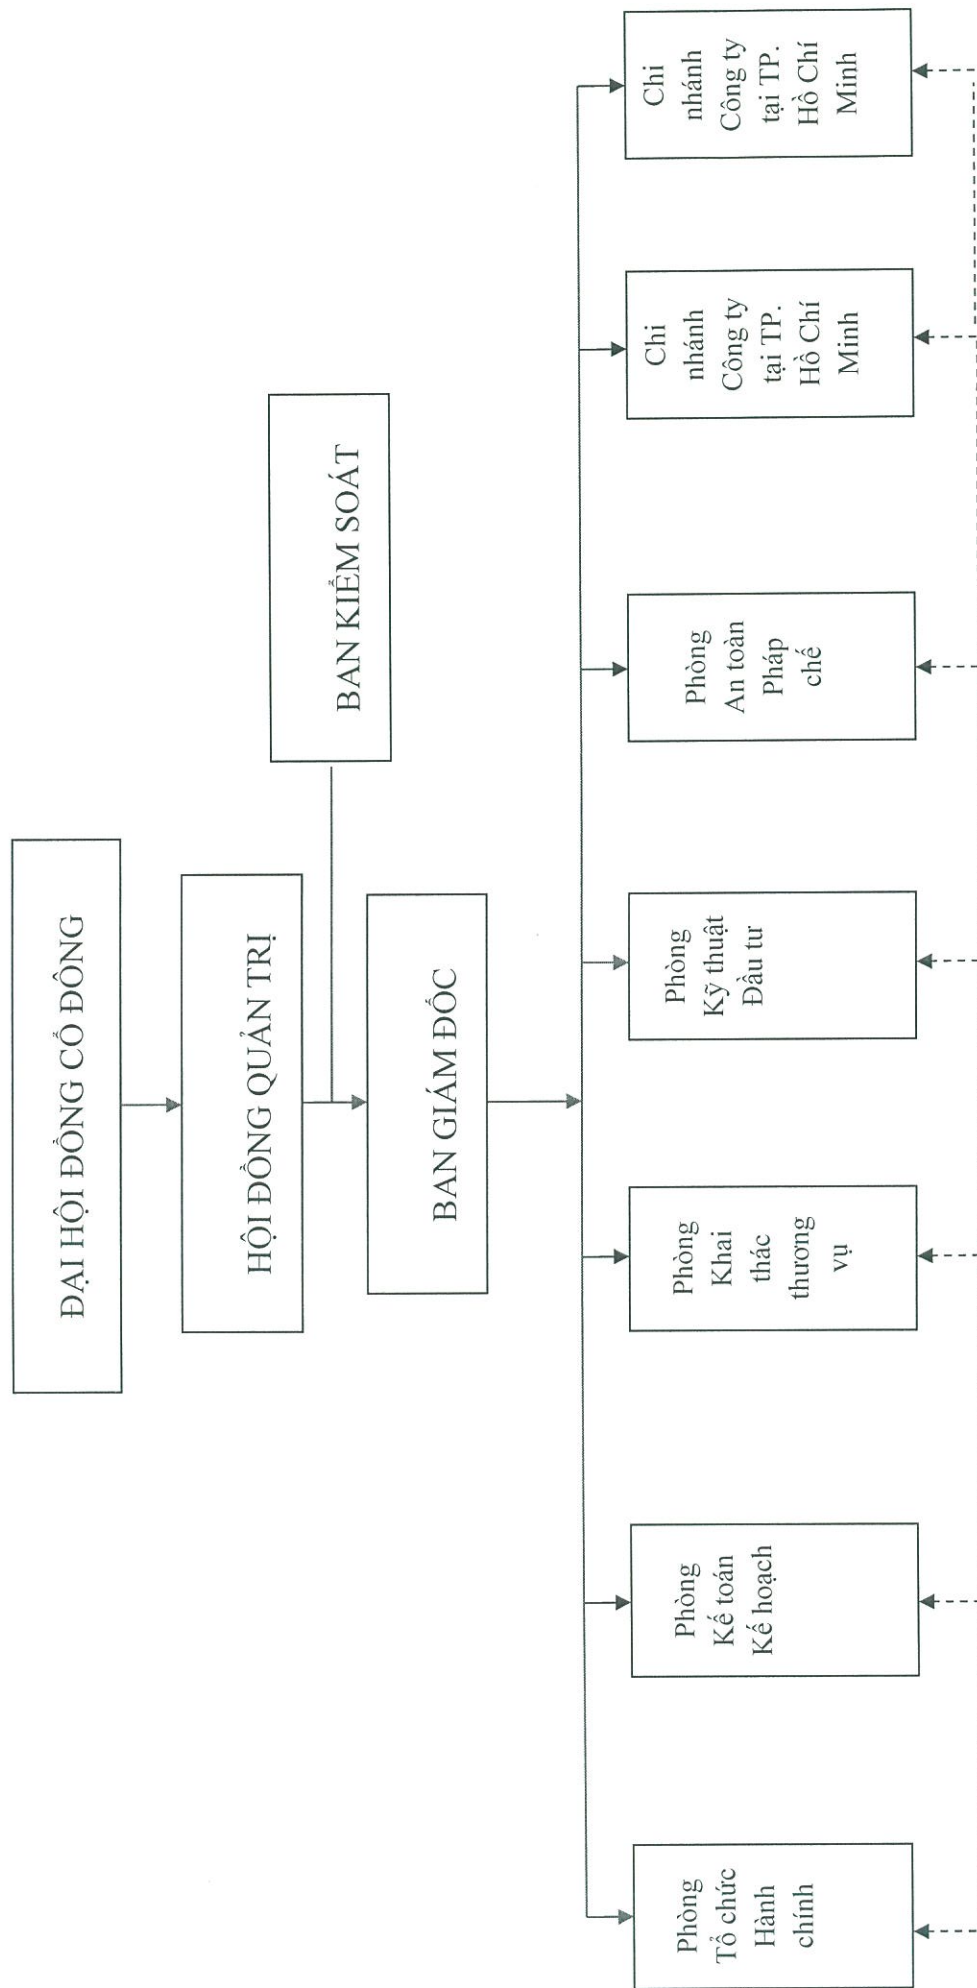 ĐẠI HỘI ĐỒNG CỔ ĐÔNG
HỘI ĐỒNG QUẢN TRỊ
BAN KIỂM SOÁT
BAN GIÁM ĐỐC
Phòng
Tổ chức
Hành
chính
Phòng
Kế toán
Kế hoạch
Phòng
Khai
thác
thương
vụ
Phòng
Kỹ thuật
Đầu tư
Phòng
An toàn
Pháp
chế
Chi
nhánh
Công ty
tại TP.
Hồ Chí
Minh
Chi
nhánh
Công ty
tại TP.
Hồ Chí
Minh